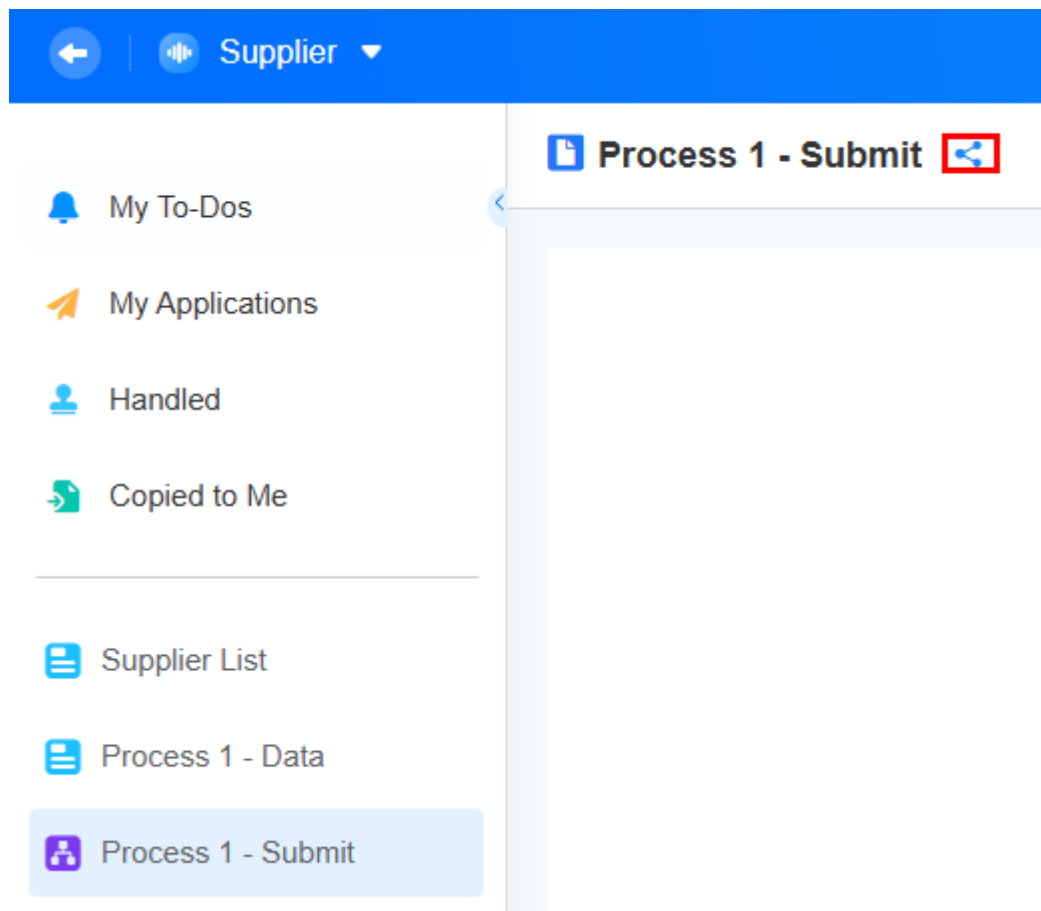 Supplier
Process 1 - Submit
My To-Dos
My Applications
Handled
Copied to Me
Supplier List
Process 1 - Data
Process 1 - Submit